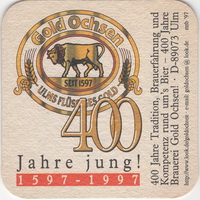 Gold Ochsen
SEIT 1597
ULMS FLÜSSIGES GOLD
400
Jahre jung!
1597-1997
400 Jahre Tradition, Brauerfahrung und
Kompetenz rund um's Bier - 400 Jahre
Brauerei Gold Ochsen! · D-89073 Ulm